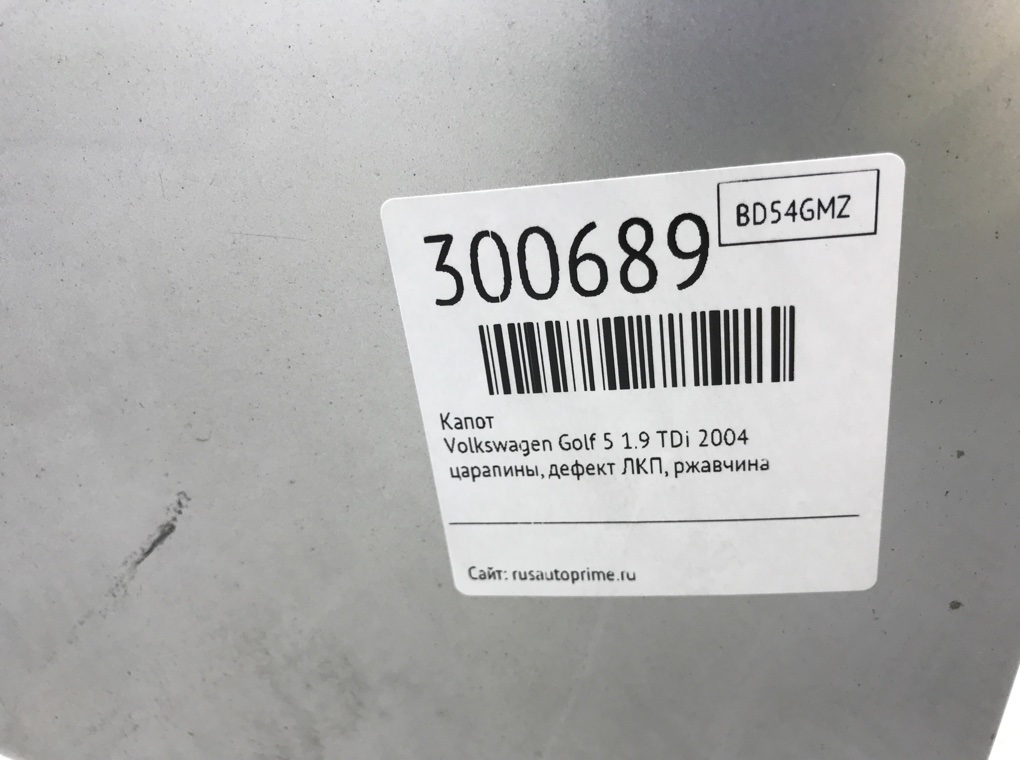 BD54GMZ
300689
Капот
Volkswagen Golf 5 1.9 TDi 2004
царапины, дефект ЛКП, ржавчина
Сайт: rusautoprime.ru